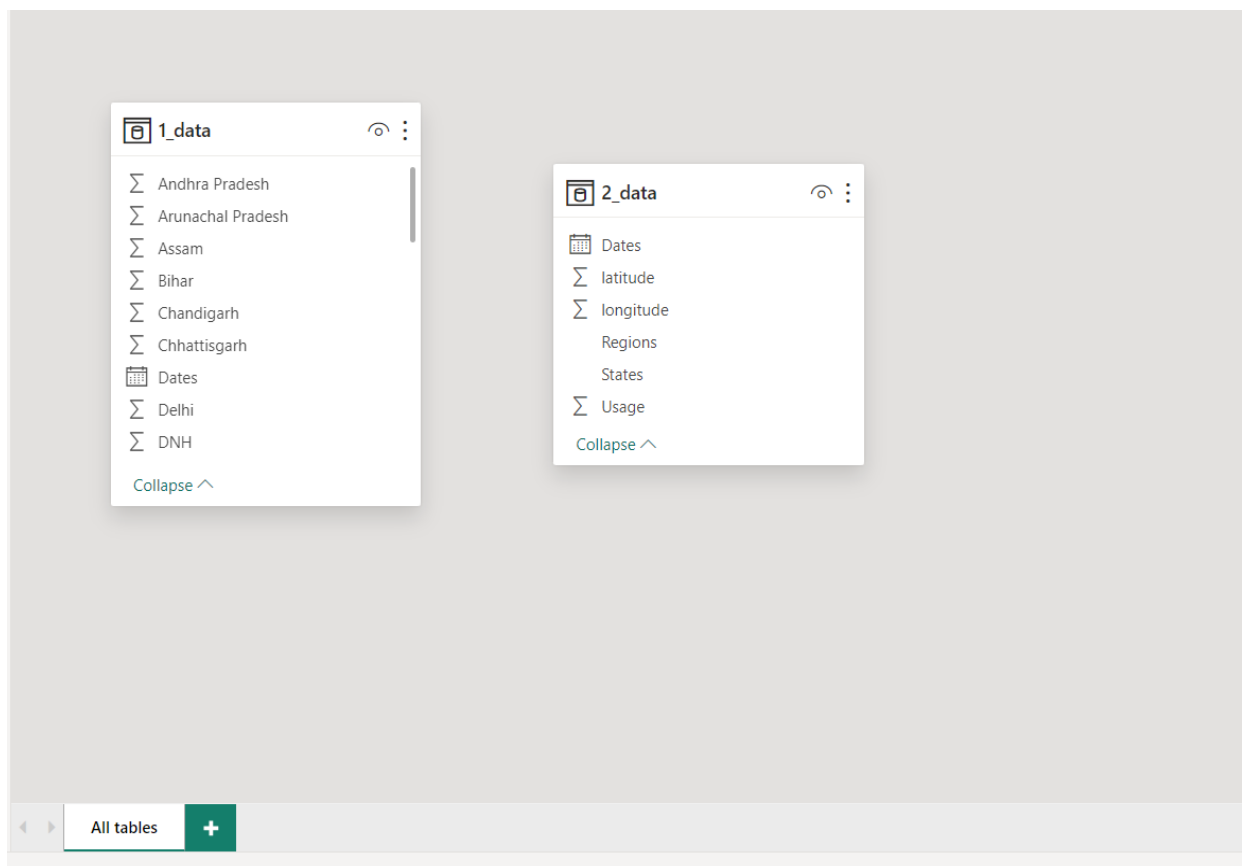 1_data
Andhra Pradesh
Arunachal Pradesh
Assam
Bihar
Chandigarh
Chhattisgarh
Dates
Delhi
DNH
Collapse
2_data
Dates
latitude
longitude
Regions
States
Usage
Collapse
All tables